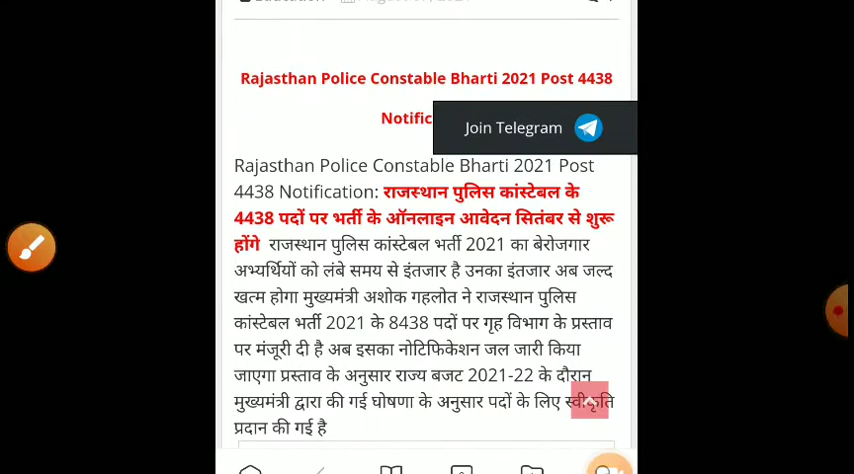 Rajasthan Police Constable Bharti 2021 Post 4438
Join Telegram
Rajasthan Police Constable Bharti 2021 Post
4438 Notification: राजस्थान पुलिस कांस्टेबल के
4438 पदों पर भर्ती के ऑनलाइन आवेदन सितंबर से शुरू
होंगे राजस्थान पुलिस कांस्टेबल भर्ती 2021 का बेरोजगार
अभ्यर्थियों को लंबे समय से इंतजार है उनका इंतजार अब जल्द
खत्म होगा मुख्यमंत्री अशोक गहलोत ने राजस्थान पुलिस
कांस्टेबल भर्ती 2021 के 8438 पदों पर गृह विभाग के प्रस्ताव
पर मंजूरी दी है अब इसका नोटिफिकेशन जल जारी किया
जाएगा प्रस्ताव के अनुसार राज्य बजट 2021-22 के दौरान
मुख्यमंत्री द्वारा की गई घोषणा के अनुसार पदों के लिए स्वीकृति
प्रदान की गई है